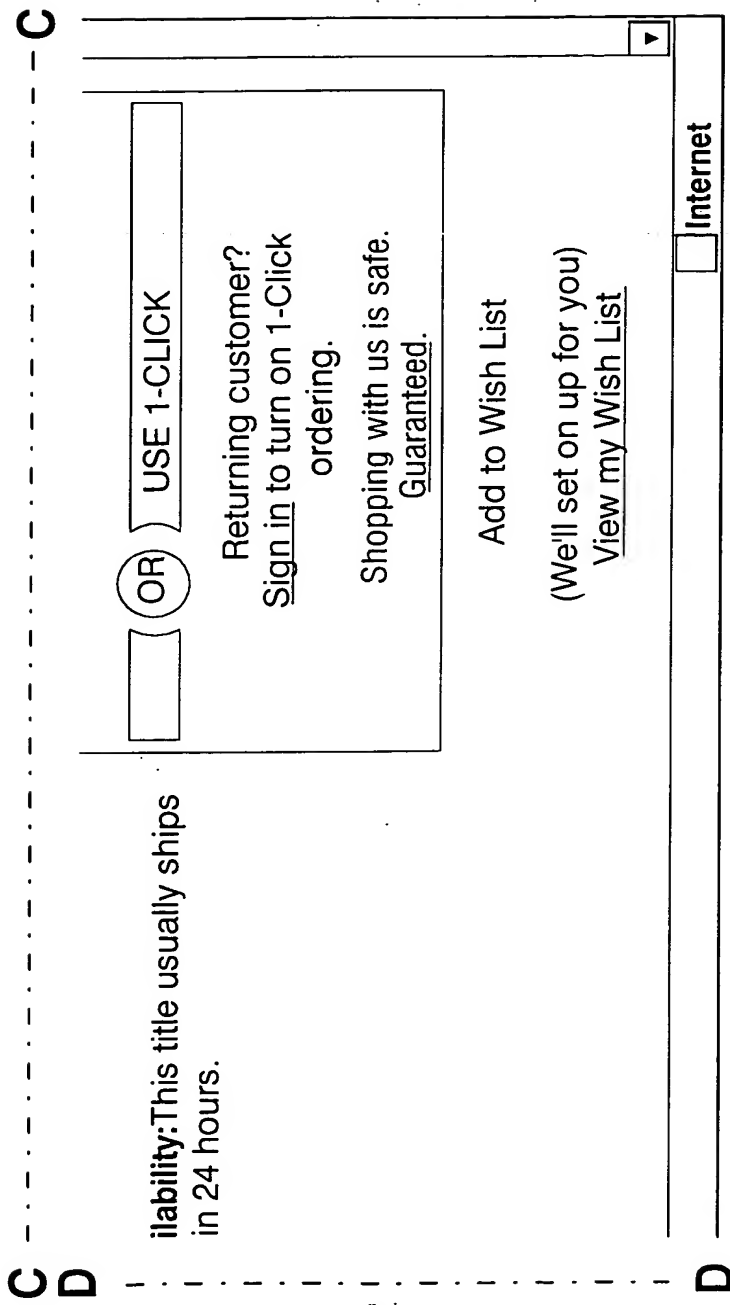 C C
D
OR USE 1-CLICK
ilability:This title usually ships
in 24 hours.
Returning customer?
Sign in to turn on 1-Click
ordering.
Shopping with us is safe.
Guaranteed.
Add to Wish List
(We'll set on up for you)
View my Wish List
Internet
D